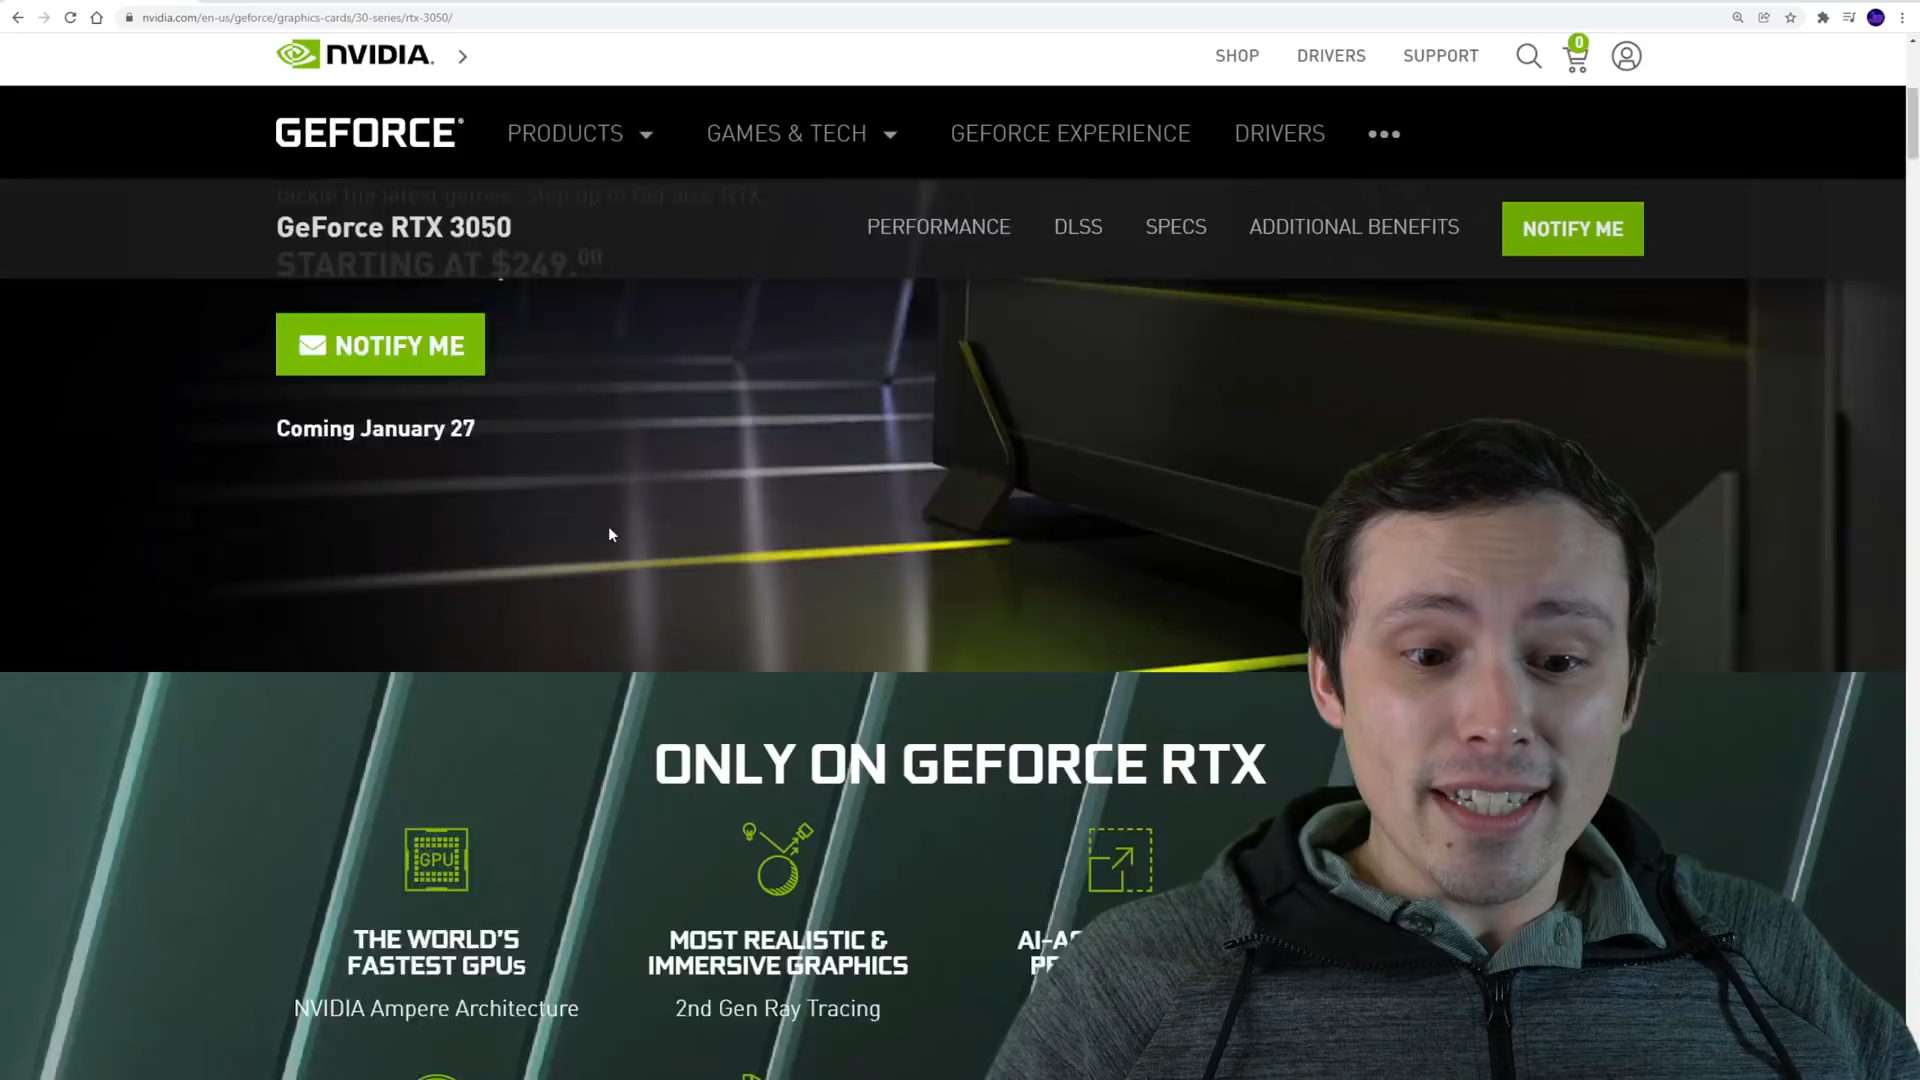 nvidia.com/en-us/geforce/graphics-cards/30-series/rtx-3050/
NVIDIA.
SHOP
DRIVERS
SUPPORT
0
GEFORCE
PRODUCTS
GAMES & TECH
GEFORCE EXPERIENCE
DRIVERS
tackle the latest games. Step up to GeForce RTX
GeForce RTX 3050
PERFORMANCE
DLSS
SPECS
ADDITIONAL BENEFITS
NOTIFY ME
STARTING AT $249.00
NOTIFY ME
Coming January 27
ONLY ON GEFORCE RTX
GPU
THE WORLD'S
FASTEST GPUs
NVIDIA Ampere Architecture
MOST REALISTIC &
IMMERSIVE GRAPHICS
2nd Gen Ray Tracing